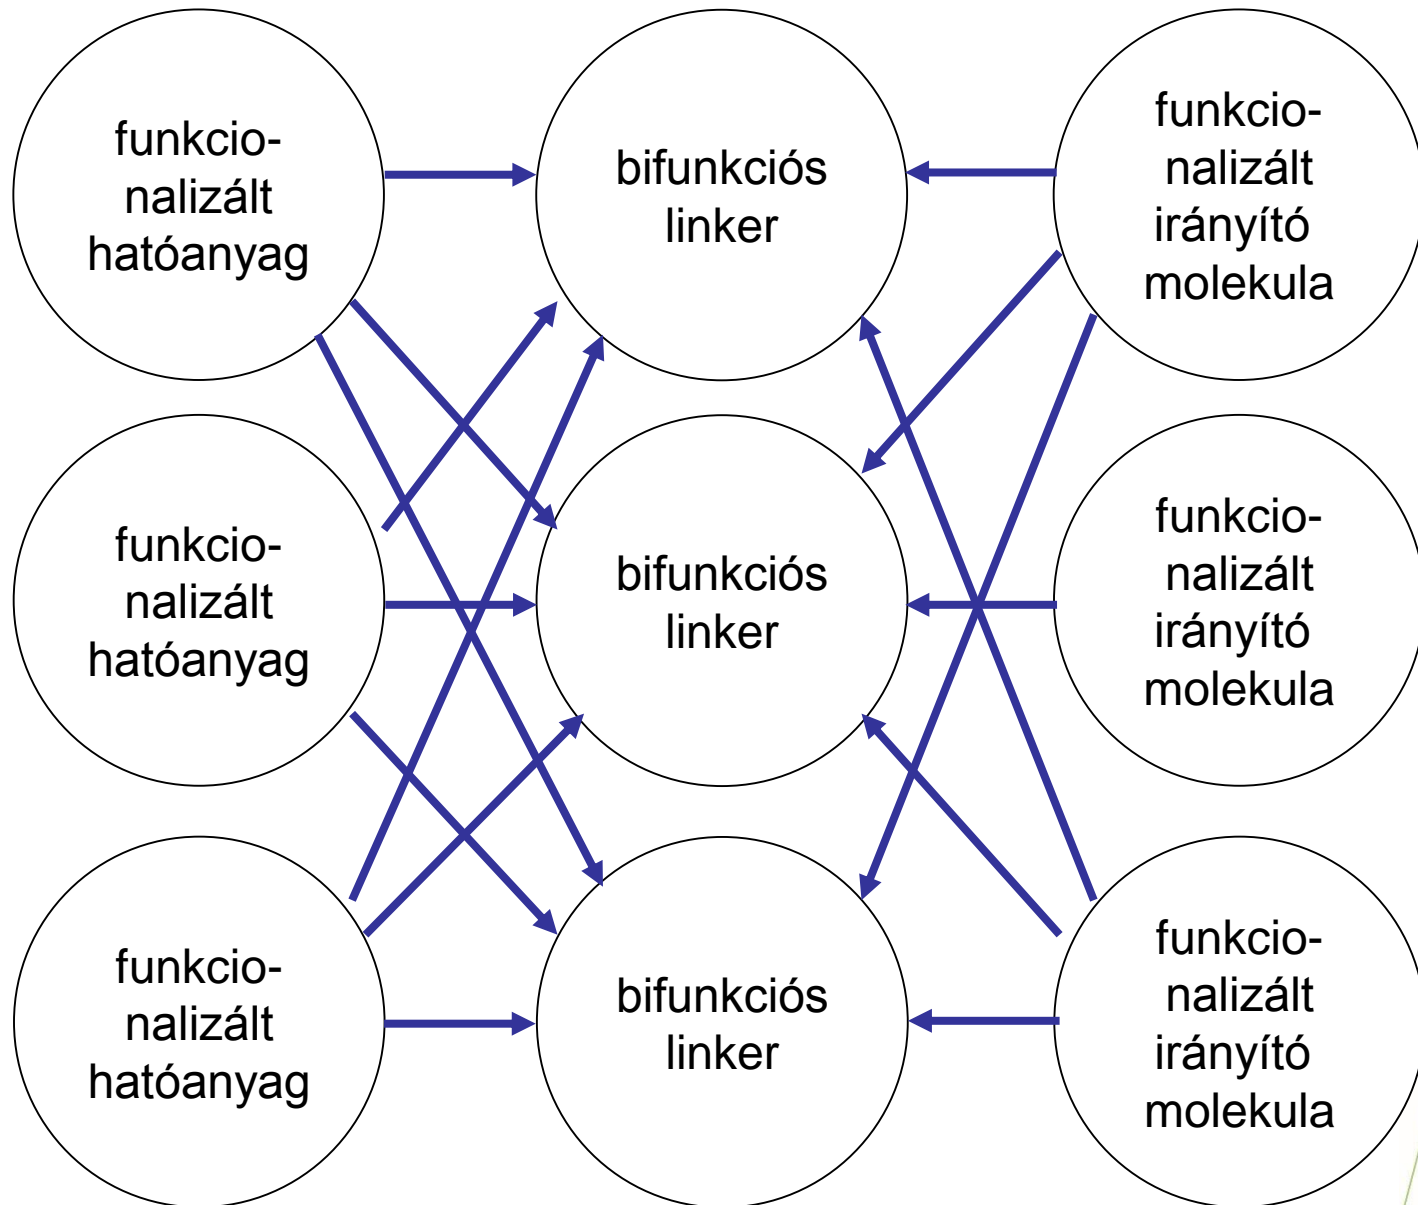 funkcio-
nalizált
hatóanyag
bifunkciós
linker
funkcio-
nalizált
irányító
molekula
funkcio-
nalizált
hatóanyag
bifunkciós
linker
funkcio-
nalizált
irányító
molekula
funkcio-
nalizált
hatóanyag
bifunkciós
linker
funkcio-
nalizált
irányító
molekula